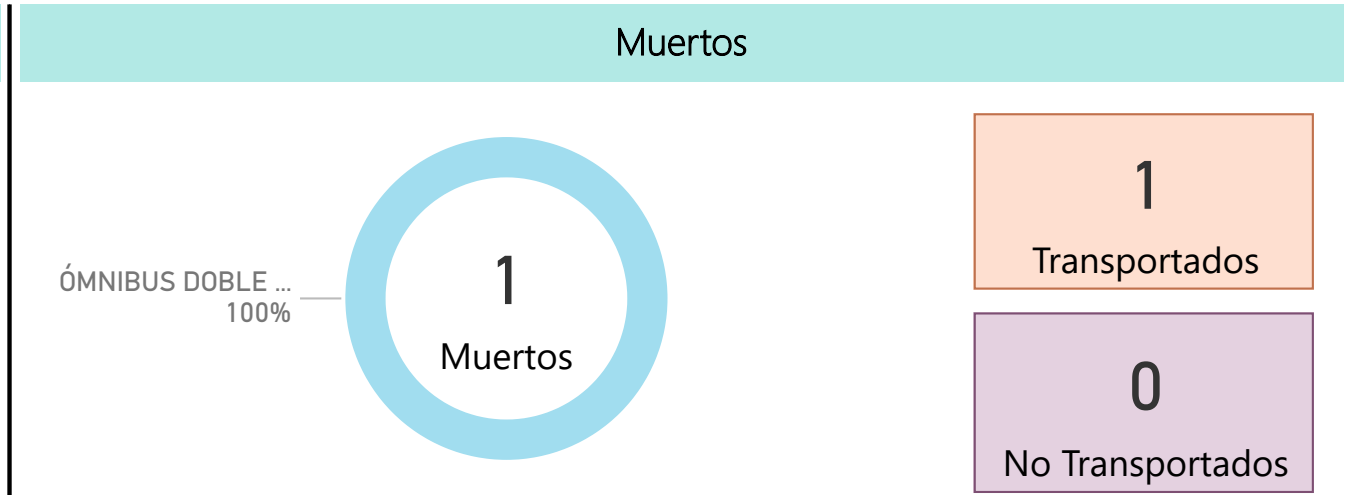 Muertos
ÓMNIBUS DOBLE ...
100%
1
Muertos
1
Transportados
0
No Transportados